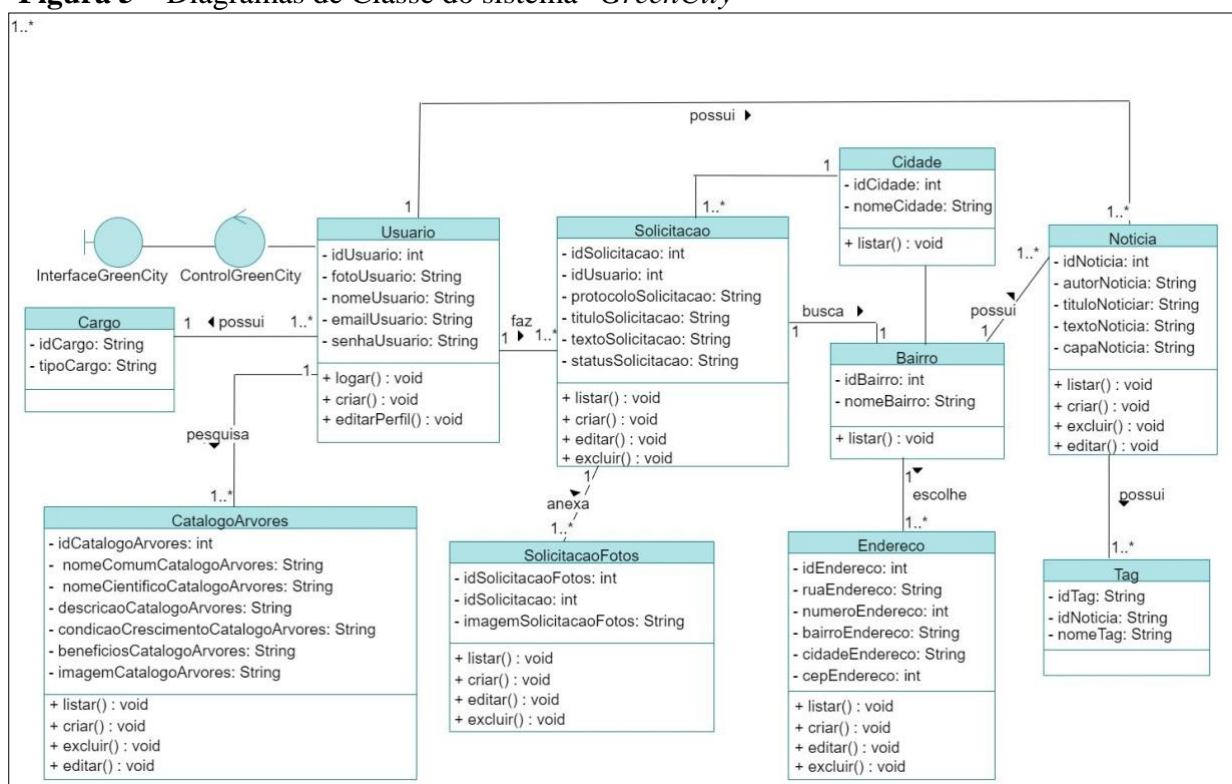 Figura 5 – Diagramas de Classe do sistema "GreenCity"
1..*
possui
1
1..*
1
1..*
Cidade
- idCidade: int
- nomeCidade: String
+ listar() : void
InterfaceGreenCity
ControlGreenCity
Usuario
- idUsuario: int
- fotoUsuario: String
- nomeUsuario: String
- emailUsuario: String
- senhaUsuario: String
+ logar() : void
+ criar() : void
+ editarPerfil() : void
Solicitacao
- idSolicitacao: int
- idUsuario: int
- protocoloSolicitacao: String
- tituloSolicitacao: String
- textoSolicitacao: String
- statusSolicitacao: String
+ listar() : void
+ criar() : void
+ editar() : void
+ excluir() : void
Noticia
- idNoticia: int
- autorNoticia: String
- tituloNoticiar: String
- textoNoticia: String
- capaNoticia: String
+ listar() : void
+ criar() : void
+ excluir() : void
+ editar() : void
Cargo
- idCargo: String
- tipoCargo: String
1
possui
1..*
1
faz
1..*
busca
1
1
1..*
possui
1
Bairro
- idBairro: int
- nomeBairro: String
+ listar() : void
1
pesquisa
1..*
1
anexa
1..*
1
escolhe
1..*
possui
1..*
CatalogoArvores
- idCatalogoArvores: int
- nomeComumCatalogoArvores: String
- nomeCientificoCatalogoArvores: String
- descricaoCatalogoArvores: String
- condicaoCrescimentoCatalogoArvores: String
- beneficiosCatalogoArvores: String
- imagemCatalogoArvores: String
+ listar() : void
+ criar() : void
+ excluir() : void
+ editar() : void
SolicitacaoFotos
- idSolicitacaoFotos: int
- idSolicitacao: int
- imagemSolicitacaoFotos: String
+ listar() : void
+ criar() : void
+ editar() : void
+ excluir() : void
Endereco
- idEndereco: int
- ruaEndereco: String
- numeroEndereco: int
- bairroEndereco: String
- cidadeEndereco: String
- cepEndereco: int
+ listar() : void
+ criar() : void
+ editar() : void
+ excluir() : void
Tag
- idTag: String
- idNoticia: String
- nomeTag: String